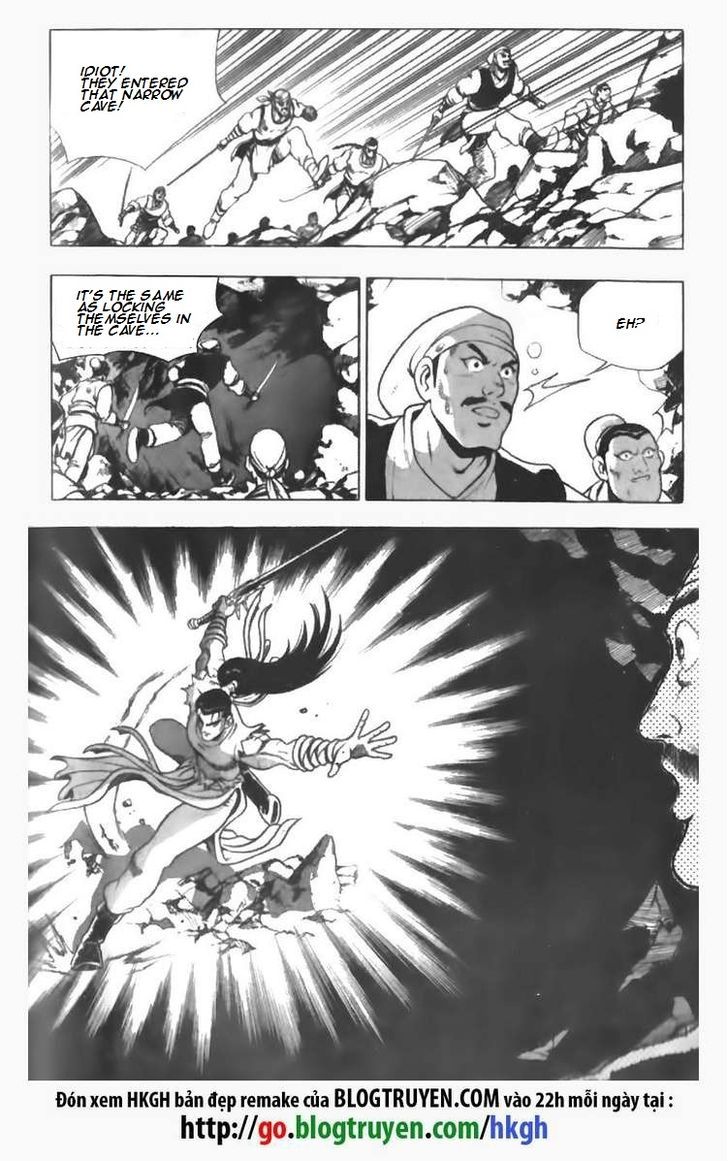 IDIOT!
THEY ENTERED
THAT NARROW
CAVE!
IT'S THE SAME
AS LOCKING
THEMSELVES IN
THE CAVE...
EH?
Đón xem HKGH bản đẹp remake của BLOGTRUYEN.COM vào 22h mỗi ngày tại :
http://go.blogtruyen.com/hkgh